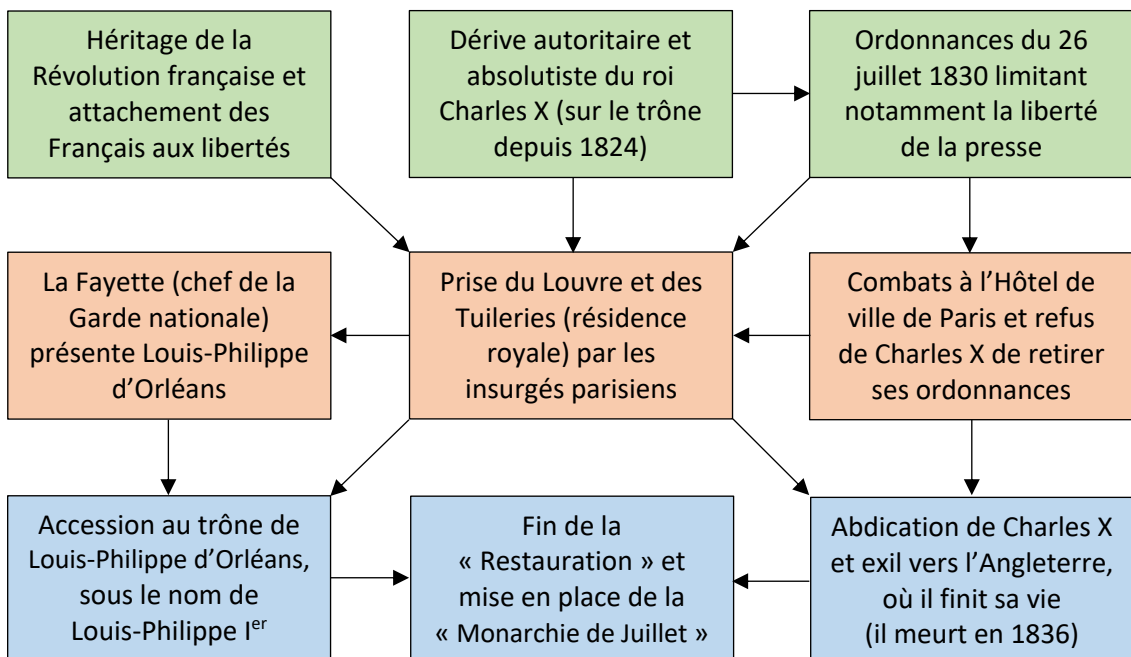 Héritage de la
Révolution française et
attachement des
Français aux libertés
Dérive autoritaire et
absolutiste du roi
Charles X (sur le trône
depuis 1824)
Ordonnances du 26
juillet 1830 limitant
notamment la liberté
de la presse
La Fayette (chef de la
Garde nationale)
présente Louis-Philippe
d’Orléans
Prise du Louvre et des
Tuileries (résidence
royale) par les
insurgés parisiens
Combats à l’Hôtel de
ville de Paris et refus
de Charles X de retirer
ses ordonnances
Accession au trône de
Louis-Philippe d’Orléans,
sous le nom de
Louis-Philippe Ier
Fin de la
« Restauration » et
mise en place de la
« Monarchie de Juillet »
Abdication de Charles X
et exil vers l’Angleterre,
où il finit sa vie
(il meurt en 1836)